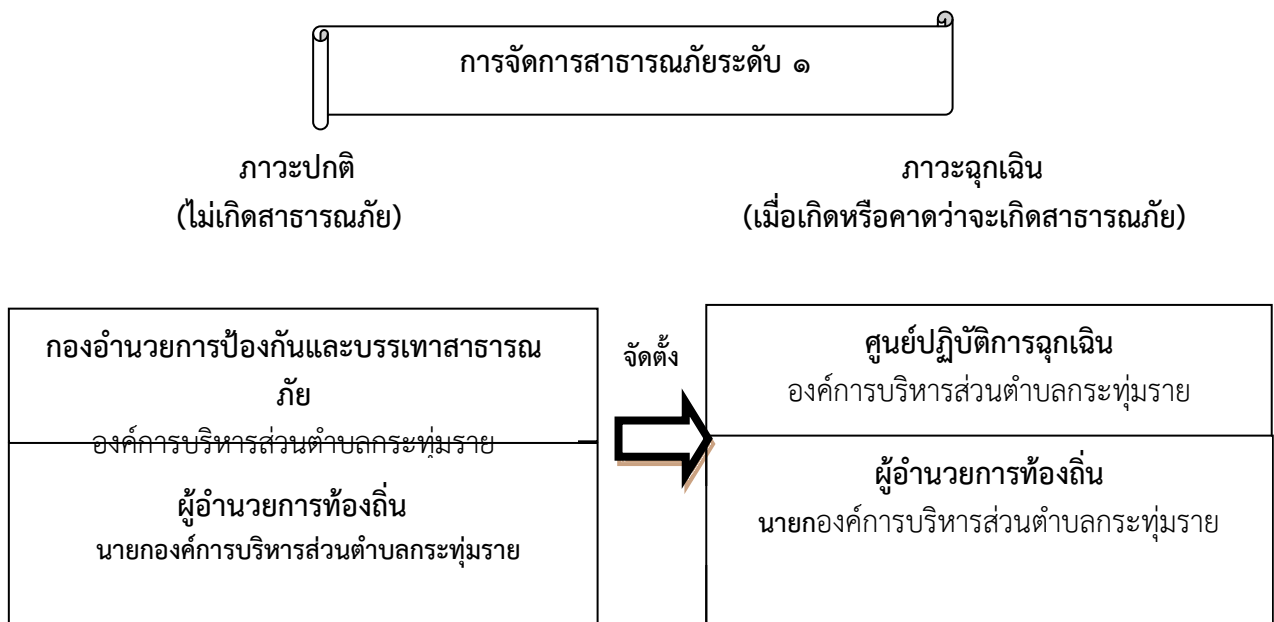 การจัดการสาธารณภัยระดับ ๑
ภาวะปกติ
(ไม่เกิดสาธารณภัย)
ภาวะฉุกเฉิน
(เมื่อเกิดหรือคาดว่าจะเกิดสาธารณภัย)
กองอำนวยการป้องกันและบรรเทาสาธารณ
ภัย
องค์การบริหารส่วนตำบลกระทุ่มราย
ผู้อำนวยการท้องถิ่น
นายกองค์การบริหารส่วนตำบลกระทุ่มราย
จัดตั้ง
ศูนย์ปฏิบัติการฉุกเฉิน
องค์การบริหารส่วนตำบลกระทุ่มราย
ผู้อำนวยการท้องถิ่น
นายกองค์การบริหารส่วนตำบลกระทุ่มราย